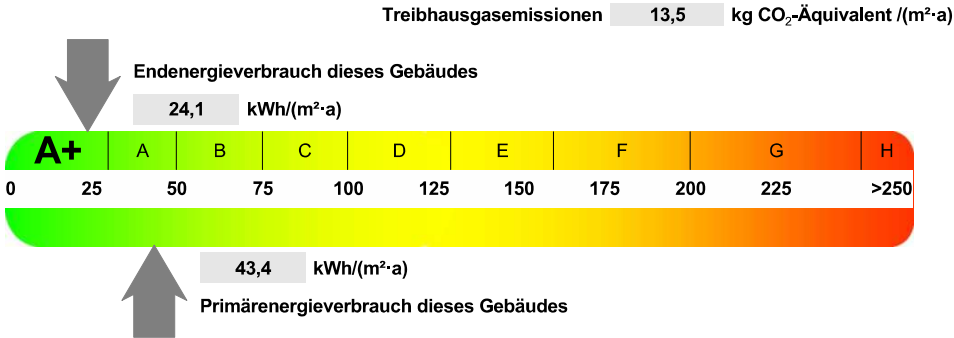 Treibhausgasemissionen 13,5 kg CO₂-Äquivalent /(m²·a)
Endenergieverbrauch dieses Gebäudes
24,1 kWh/(m²·a)
A+ A B C D E F G H
0 25 50 75 100 125 150 175 200 225 >250
43,4 kWh/(m²·a)
Primärenergieverbrauch dieses Gebäudes